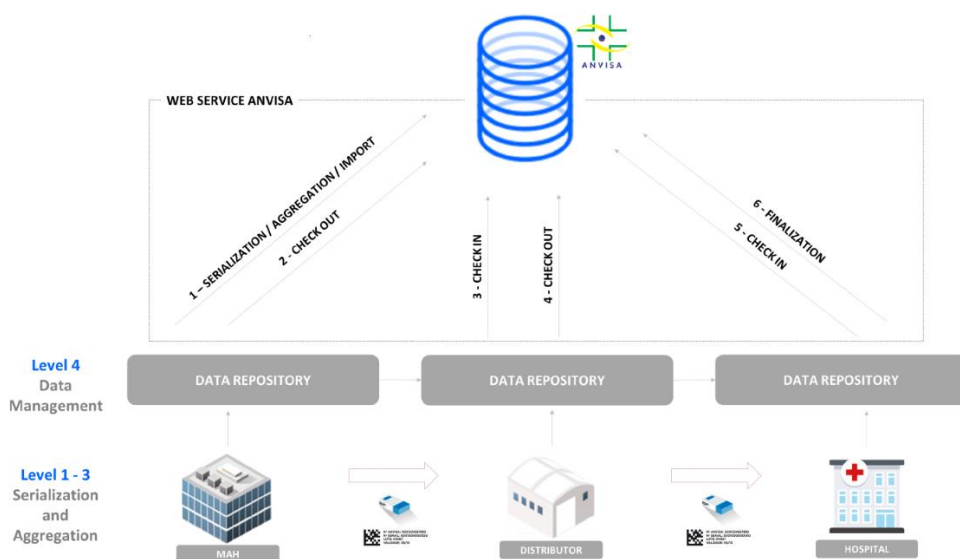 ANVISA
WEB SERVICE ANVISA
1 – SERIALIZATION / AGGREGATION / IMPORT
2 - CHECK OUT
3 - CHECK IN
4 - CHECK OUT
5 - CHECK IN
6 - FINALIZATION
Level 4
Data
Management
DATA REPOSITORY
DATA REPOSITORY
DATA REPOSITORY
Level 1 - 3
Serialization
and
Aggregation
MAH
DISTRIBUTOR
HOSPITAL